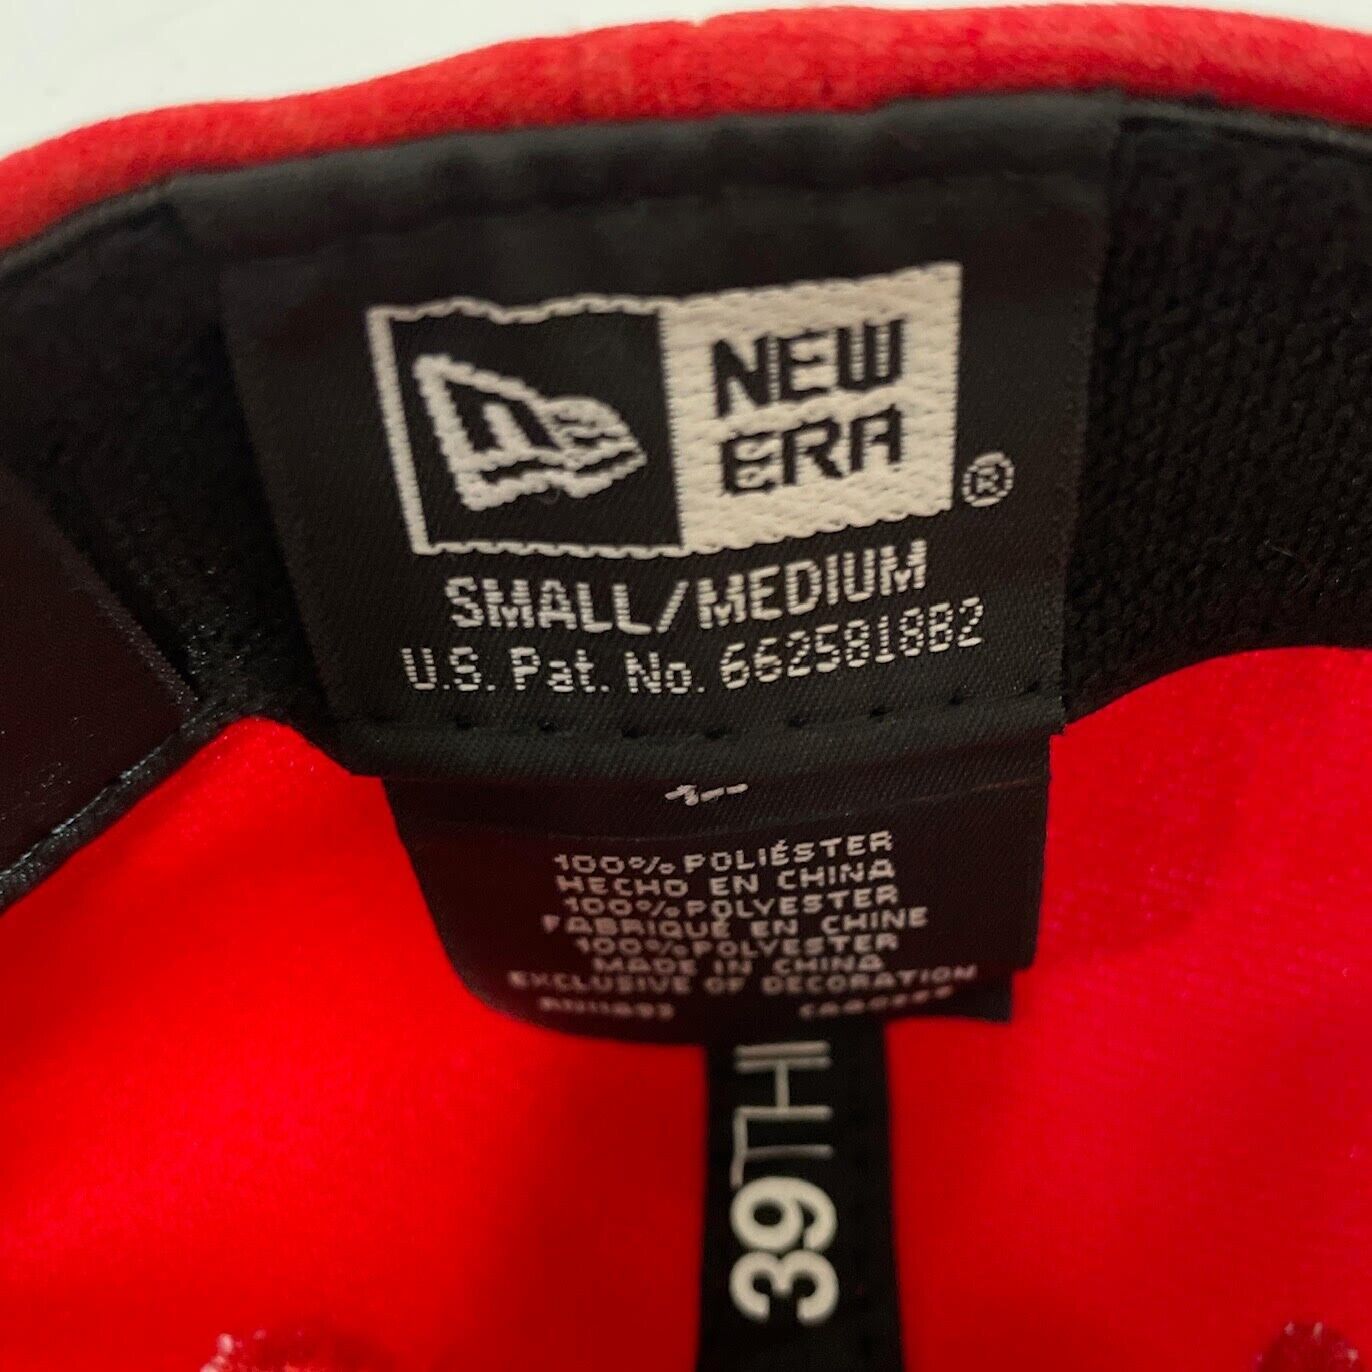 NEW
ERA
®
SMALL/MEDIUM
U.S. Pat. No. 6625818B2
100% POLIÉSTER
HECHO EN CHINA
100% POLYESTER
FABRIQUÉ EN CHINE
100% POLYESTER
MADE IN CHINA
EXCLUSIVE OF DECORATION
39THI